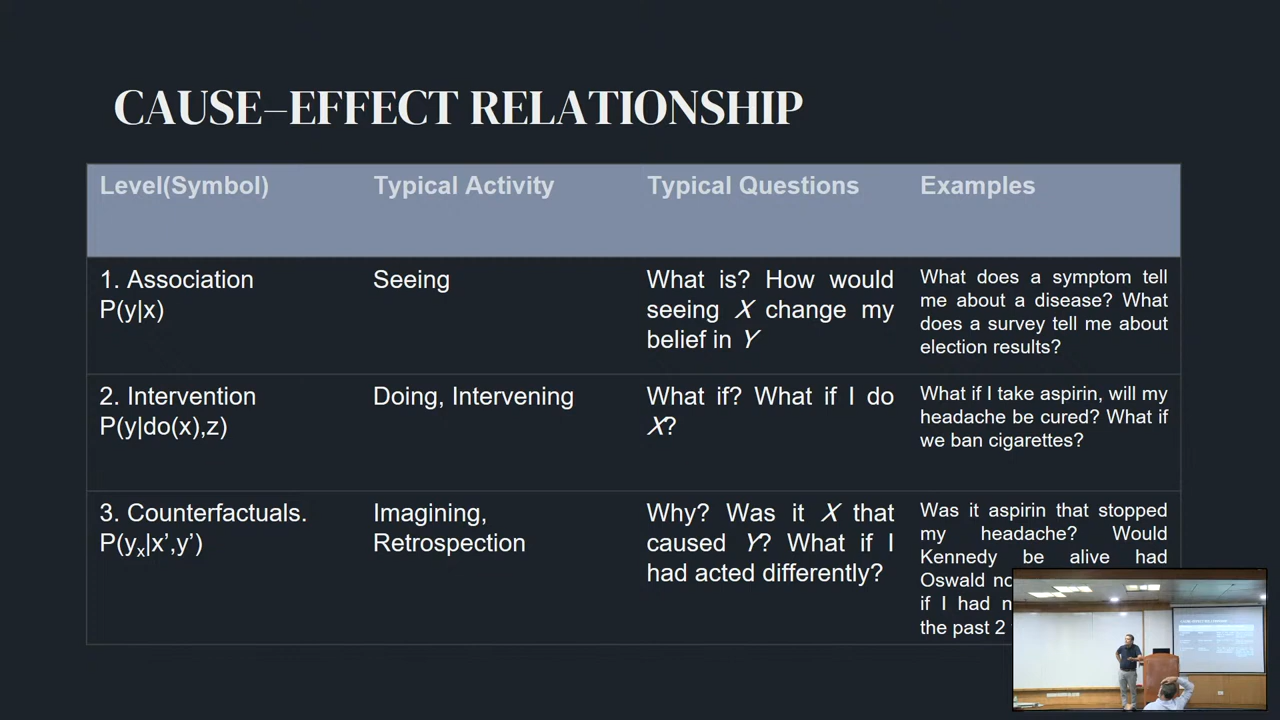 CAUSE–EFFECT RELATIONSHIP
Level(Symbol)
Typical Activity
Typical Questions
Examples
1. Association
P(y|x)
Seeing
What is? How would
seeing X change my
belief in Y
What does a symptom tell
me about a disease? What
does a survey tell me about
election results?
2. Intervention
P(y|do(x),z)
Doing, Intervening
What if? What if I do
X?
What if I take aspirin, will my
headache be cured? What if
we ban cigarettes?
3. Counterfactuals.
P(yₓ|x’,y’)
Imagining,
Retrospection
Why? Was it X that
caused Y? What if I
had acted differently?
Was it aspirin that stopped
my headache? Would
Kennedy be alive had
Oswald
if I had
the past 2